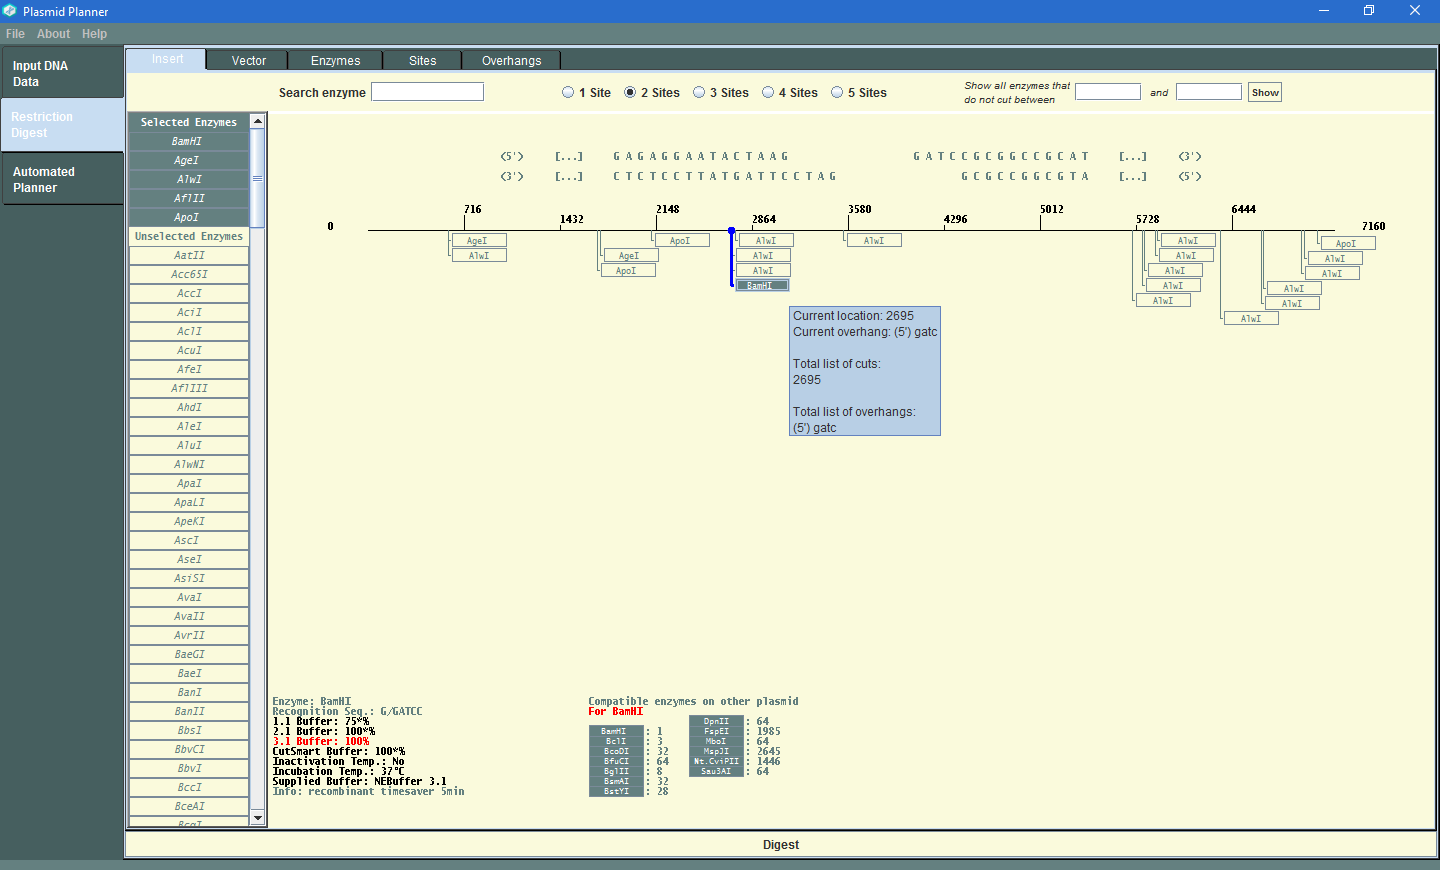 Plasmid Planner
File About Help
Input DNA
Data
Restriction
Digest
Automated
Planner
Insert Vector Enzymes Sites Overhangs
Search enzyme 1 Site 2 Sites 3 Sites 4 Sites 5 Sites
Show all enzymes that
do not cut between
and Show
Selected Enzymes
BamHI
AgeI
AlwI
AflII
ApoI
Unselected Enzymes
AatII
Acc65I
AccI
AciI
AclI
AcuI
AfeI
AflIII
AhdI
AleI
AluI
AlwNI
ApaI
ApaLI
ApeKI
AscI
AseI
AsiSI
AvaI
AvaII
AvrII
BaeGI
BaeI
BanI
BanII
BbsI
BbvCI
BbvI
BccI
BceAI
BcgI
(5') [...] G A G A G G A A T A C T A A G G A T C C G C G G C C G C A T [...] (3')
(3') [...] C T C T C C T T A T G A T T C C T A G G C G C C G G C G T A [...] (5')
0 716 1432 2148 2864 3580 4296 5012 5728 6444 7160
AgeI ApoI AlwI AlwI AlwI ApoI
AlwI AgeI AlwI AlwI AlwI
ApoI AlwI AlwI AlwI
BamHI AlwI AlwI
AlwI AlwI
AlwI
Current location: 2695
Current overhang: (5') gatc
Total list of cuts:
2695
Total list of overhangs:
(5') gatc
Enzyme: BamHI
Recognition Seq.: G/GATCC
1.1 Buffer: 75*%
2.1 Buffer: 100*%
3.1 Buffer: 100%
CutSmart Buffer: 100*%
Inactivation Temp.: No
Incubation Temp.: 37°C
Supplied Buffer: NEBuffer 3.1
Info: recombinant timesaver 5min
Compatible enzymes on other plasmid
For BamHI
BamHI : 1
BclI : 3
BcoDI : 32
BfuCI : 64
BglII : 8
BsmAI : 32
BstYI : 28
DpnII : 64
FspEI : 1985
MboI : 64
MspJI : 2645
Nt.CviPII : 1446
Sau3AI : 64
Digest